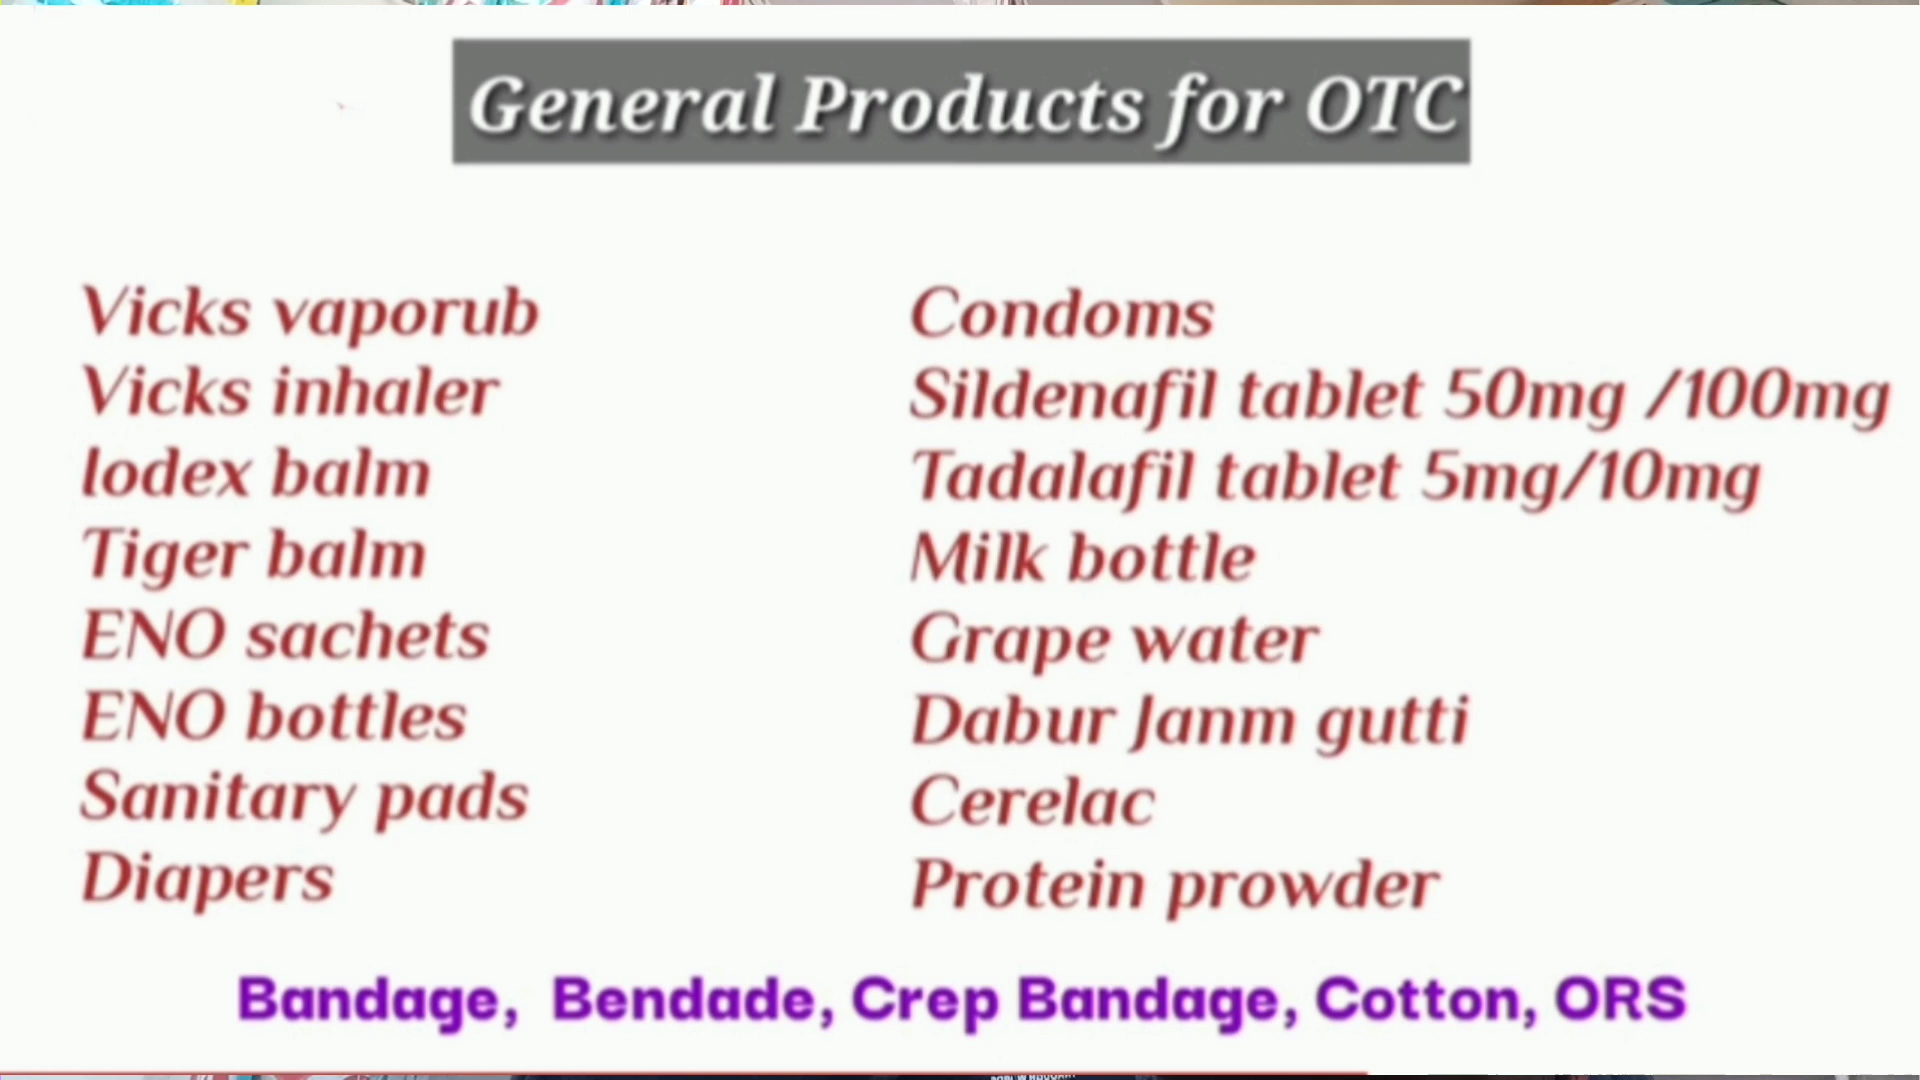 General Products for OTC
Vicks vaporub
Vicks inhaler
Iodex balm
Tiger balm
ENO sachets
ENO bottles
Sanitary pads
Diapers
Condoms
Sildenafil tablet 50mg /100mg
Tadalafil tablet 5mg/10mg
Milk bottle
Grape water
Dabur Janm gutti
Cerelac
Protein prowder
Bandage,  Bendade, Crep Bandage, Cotton, ORS